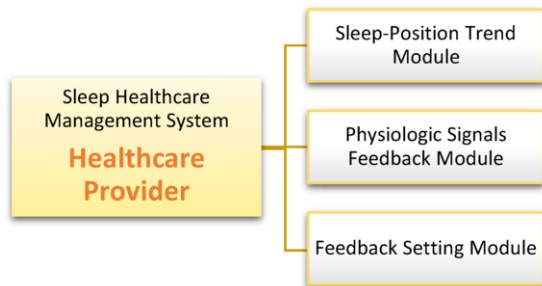 Sleep Healthcare
Management System
Healthcare
Provider
Sleep-Position Trend
Module
Physiologic Signals
Feedback Module
Feedback Setting Module